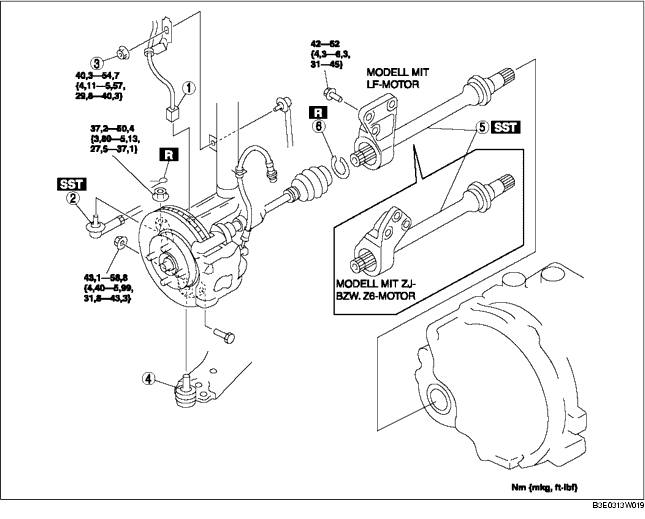 3
40,3—54,7
{4,11—5,57,
29,8—40,3}
1
37,2—50,4
{3,80—5,13,
27,5—37,1}
R
SST
2
43,1—58,8
{4,40—5,99,
31,8—43,3}
4
42—62
{4,3—6,3,
31—45}
R
6
MODELL MIT
LF-MOTOR
5 SST
MODELL MIT ZJ-
BZW. Z6-MOTOR
Nm {mkg, ft·lbf}
B3E0313W019